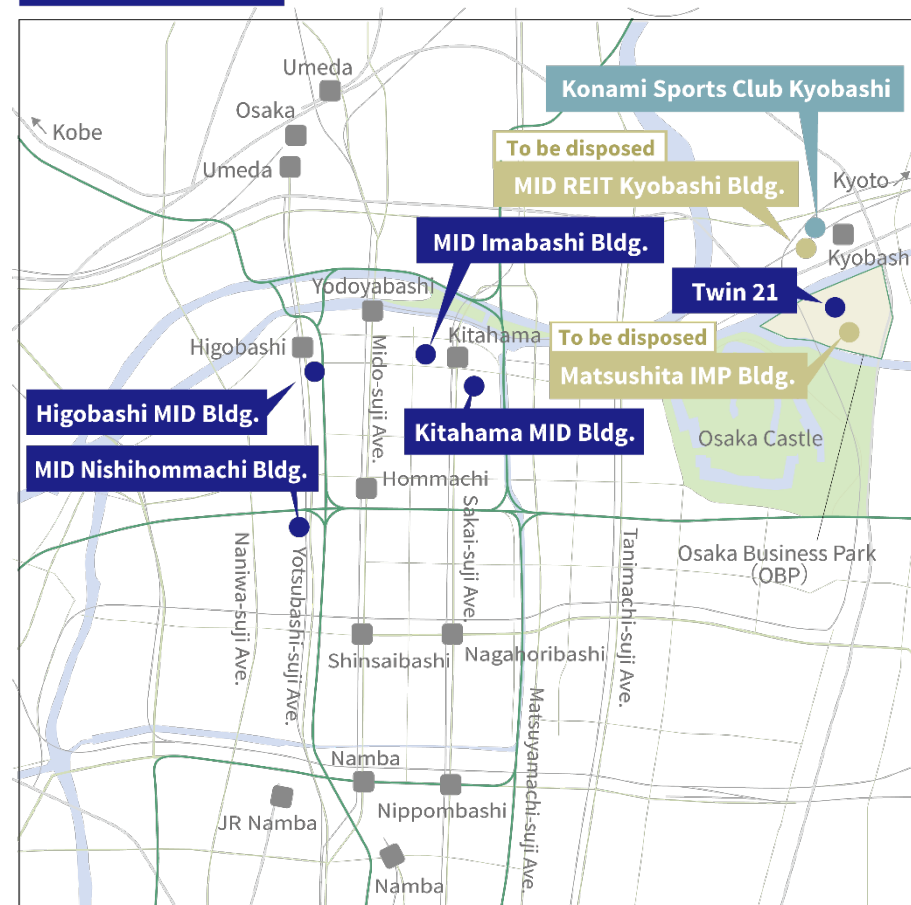 Umeda
Konami Sports Club Kyobashi
Osaka
Kobe
To be disposed
Umeda
MID REIT Kyobashi Bldg.
Kyoto
MID Imabashi Bldg.
Kyobash
Yodoyabashi
Twin 21
Kitahama
To be disposed
Higobashi
Mido-suji Ave.
Matsushita IMP Bldg.
Higobashi MID Bldg.
Kitahama MID Bldg.
Osaka Castle
MID Nishihommachi Bldg.
Hommachi
Sakai-suji Ave.
Naniwa-suji Ave.
Yotsubashi-suji Ave.
Tanimachi-suji Ave.
Osaka Business Park
(OBP)
Shinsaibashi
Nagahoribashi
Matsuyamachi-suji Ave.
Namba
Nippombashi
JR Namba
Namba